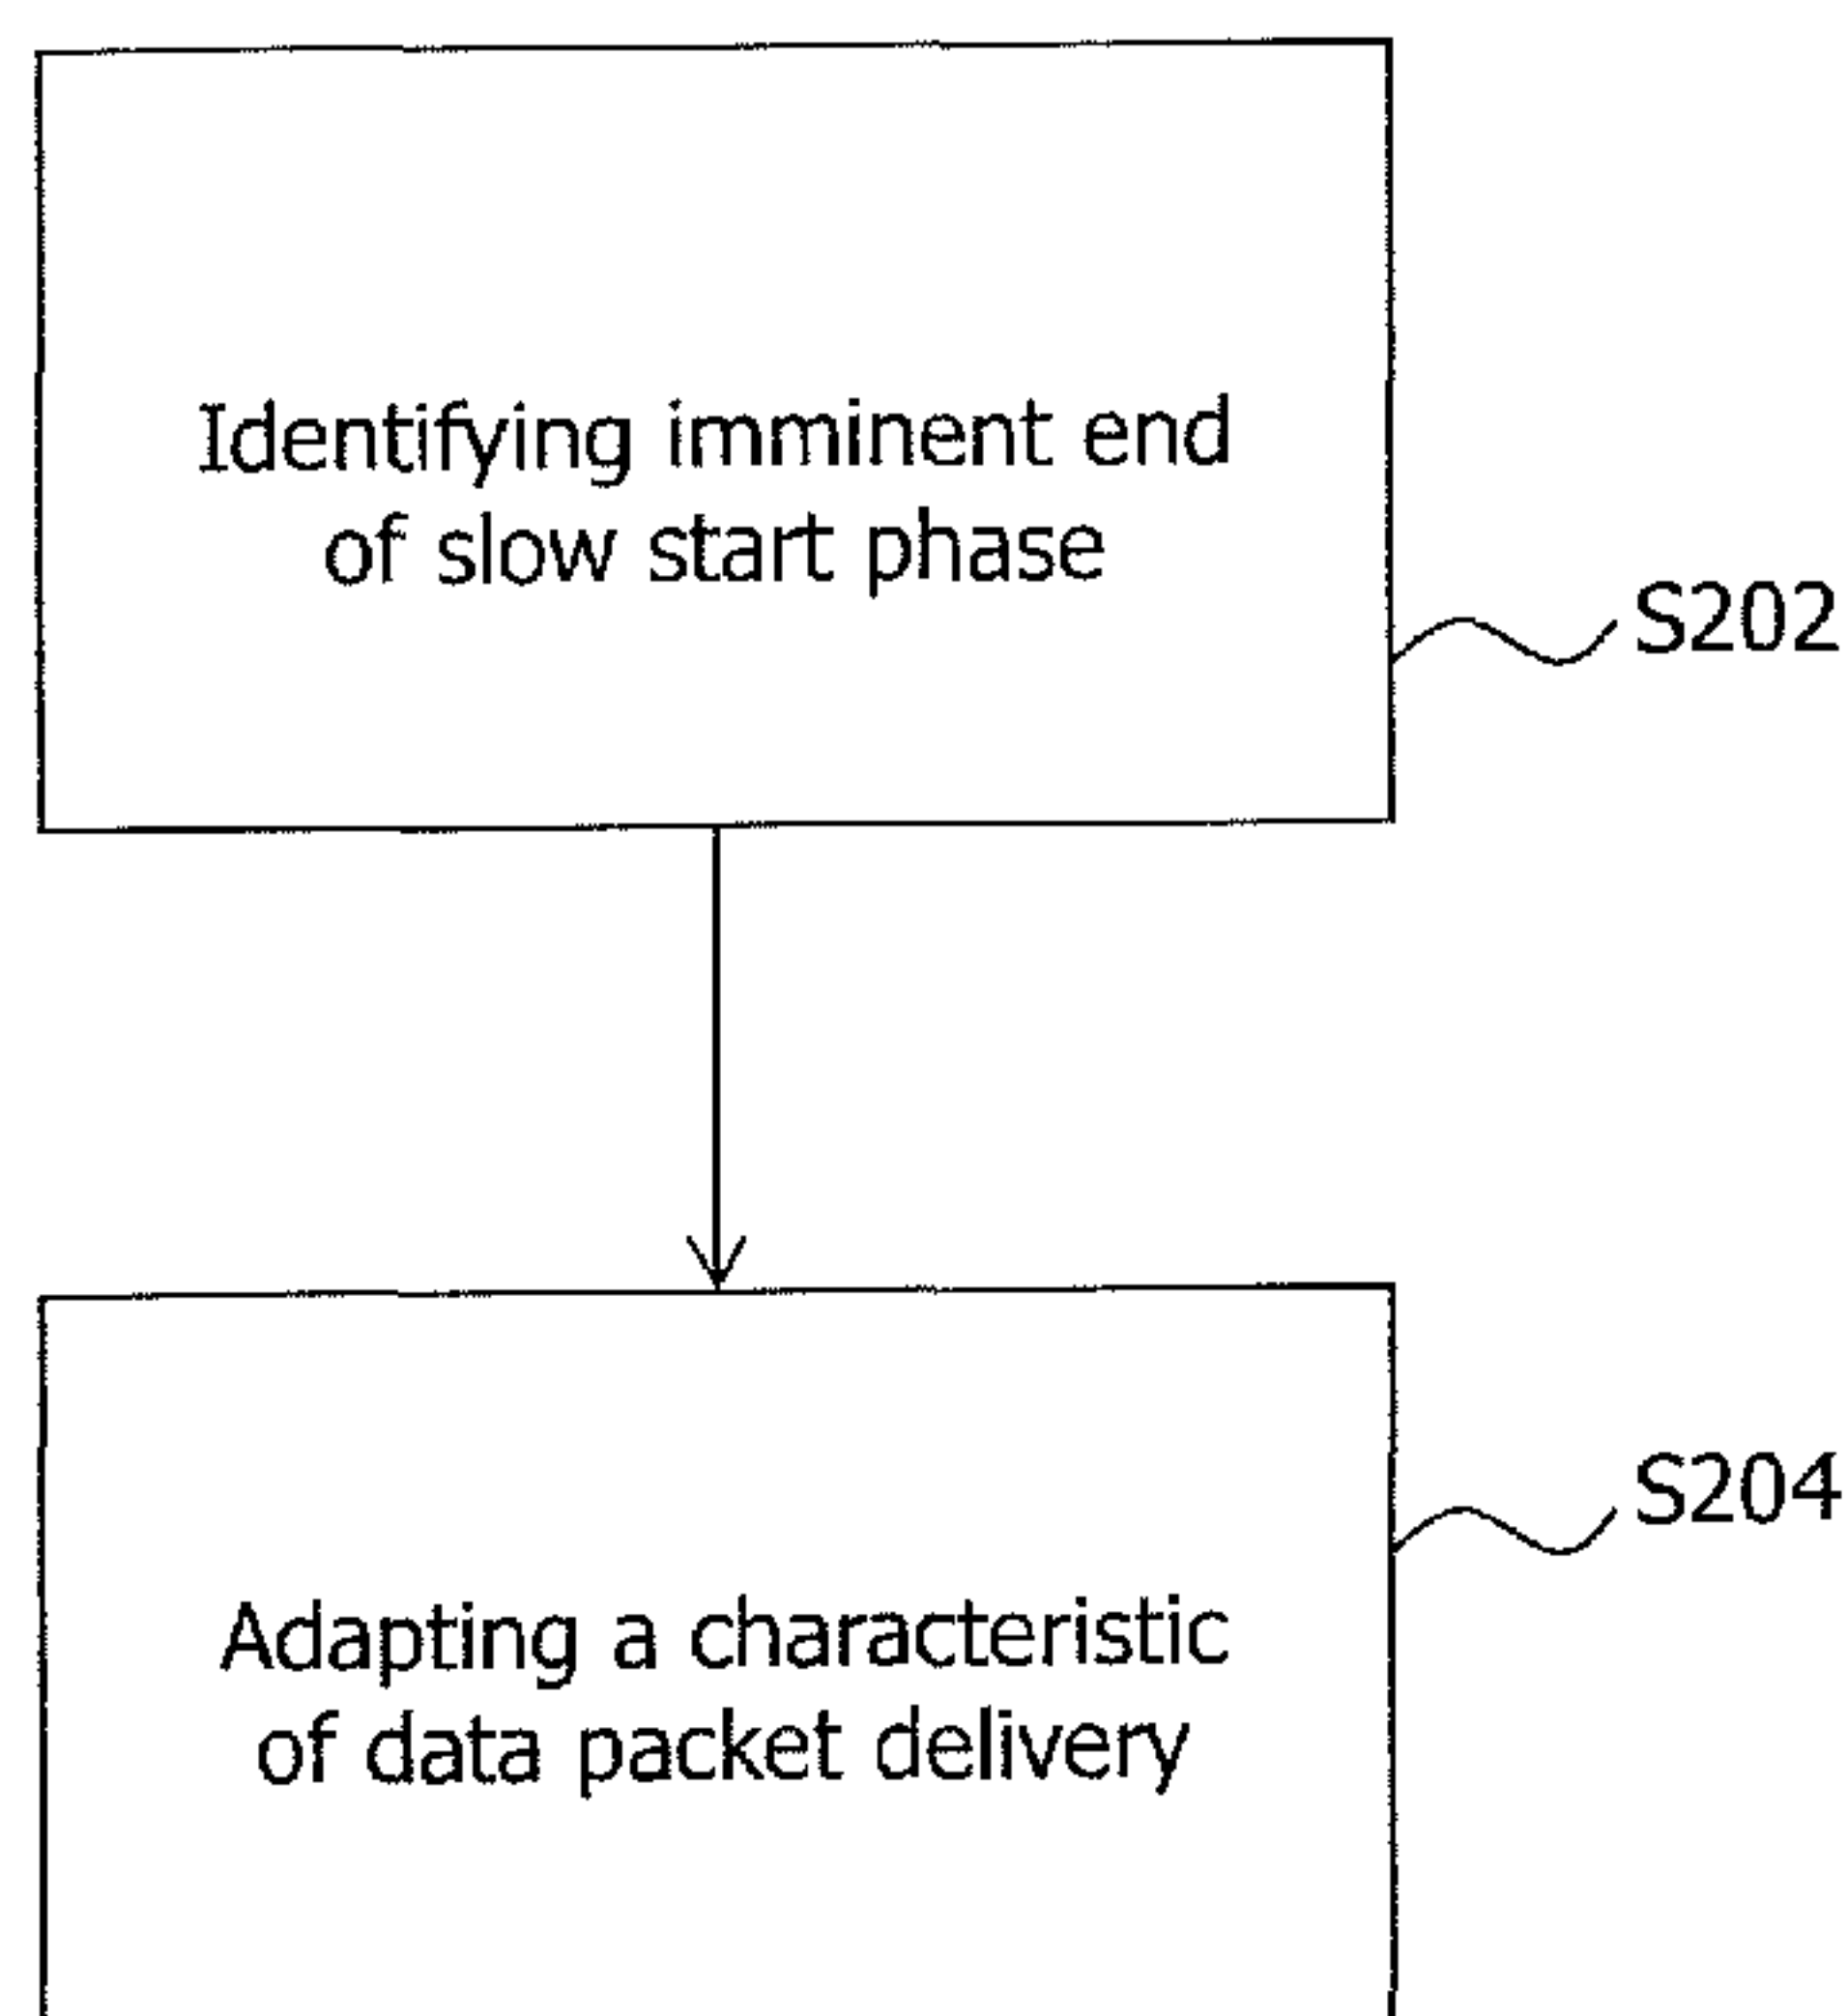 Identifying imminent end
of slow start phase
S202
S204
Adapting a characteristic
of data packet delivery